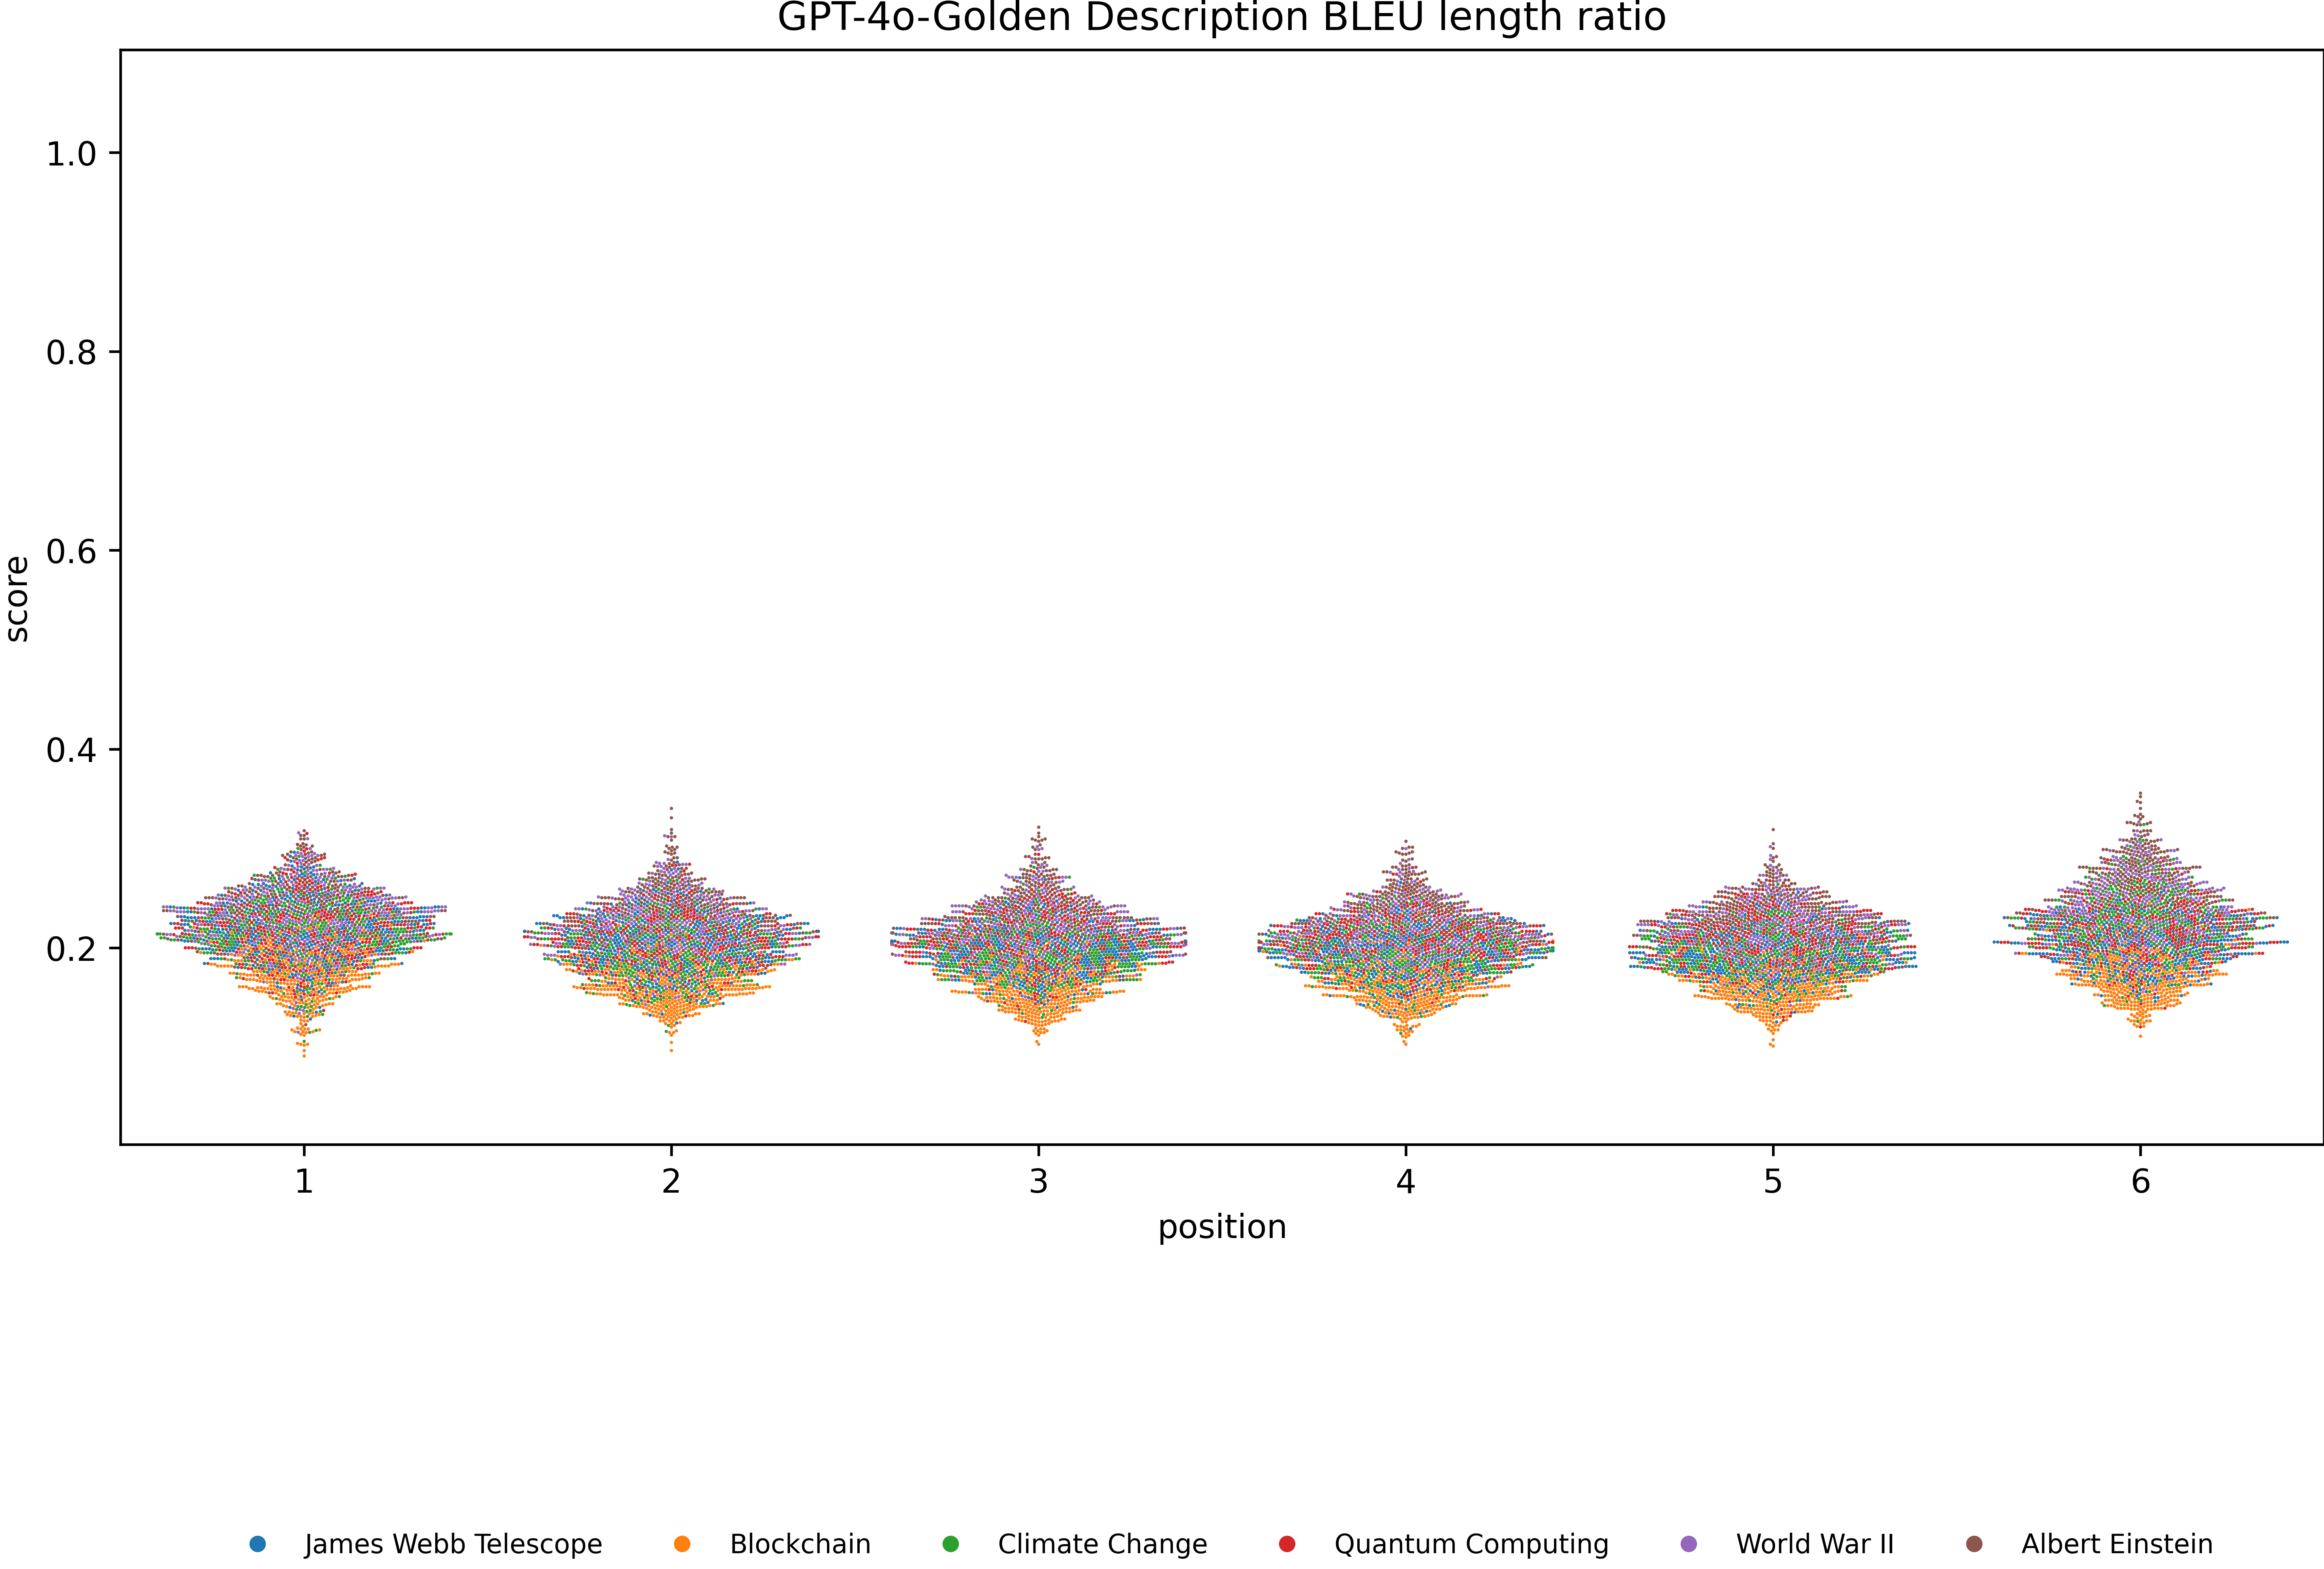 GPT-4o-Golden Description BLEU length ratio
1.0
0.8
0.6
0.4
0.2
score
1 2 3 4 5 6
position
James Webb Telescope Blockchain Climate Change Quantum Computing World War II Albert Einstein